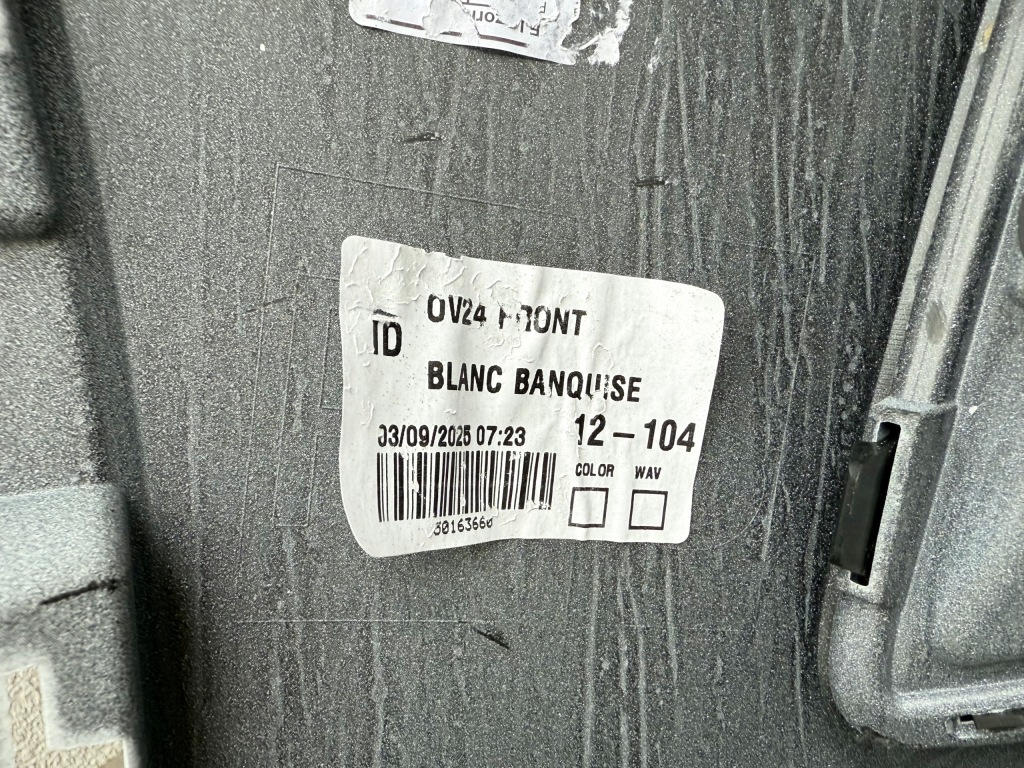 OV24 FRONT
ID
BLANC BANQUISE
03/09/2025 07:23
12-104
COLOR WAV
30163660